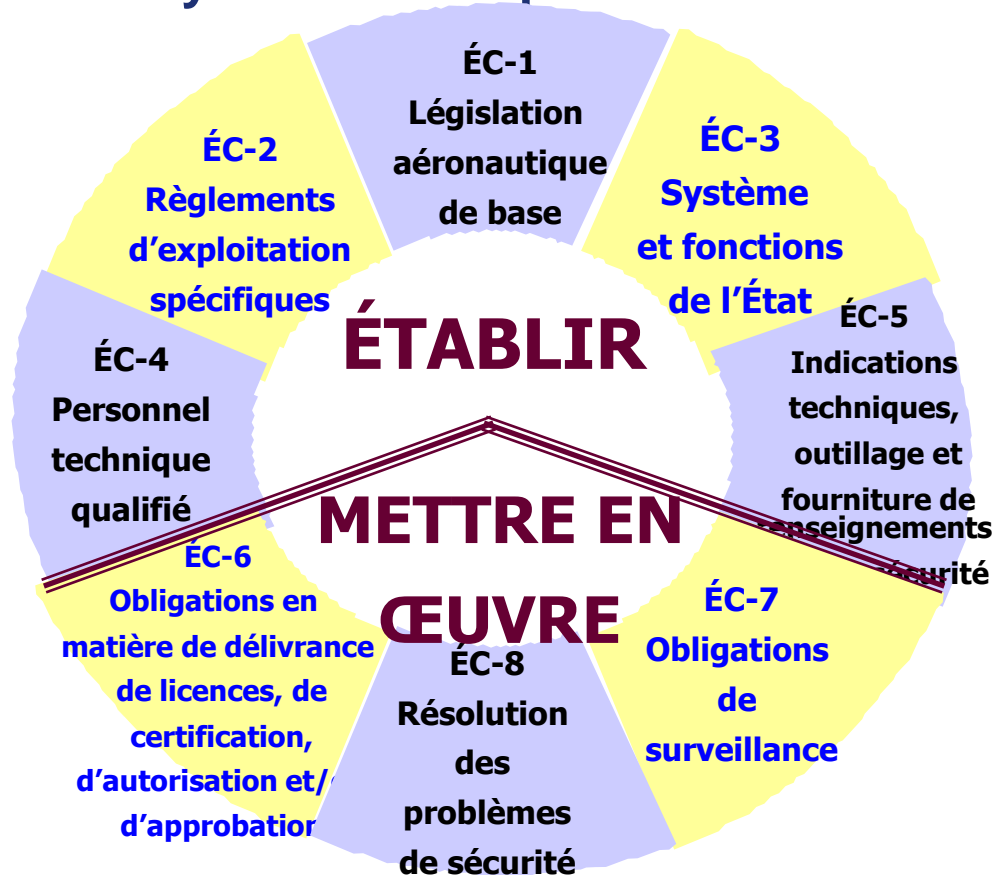 ÉC-1
Législation
aéronautique
de base
ÉC-2
Règlements
d’exploitation
spécifiques
ÉC-3
Système
et fonctions
de l’État
ÉC-4
Personnel
technique
qualifié
ÉC-5
Indications
techniques,
outillage et
fourniture de
ÉTABLIR
METTRE EN
ŒUVRE
ÉC-6
Obligations en
matière de délivrance
de licences, de
certification,
d’autorisation et/
ÉC-7
Obligations
de
surveillance
ÉC-8
Résolution
des
problèmes
de sécurité